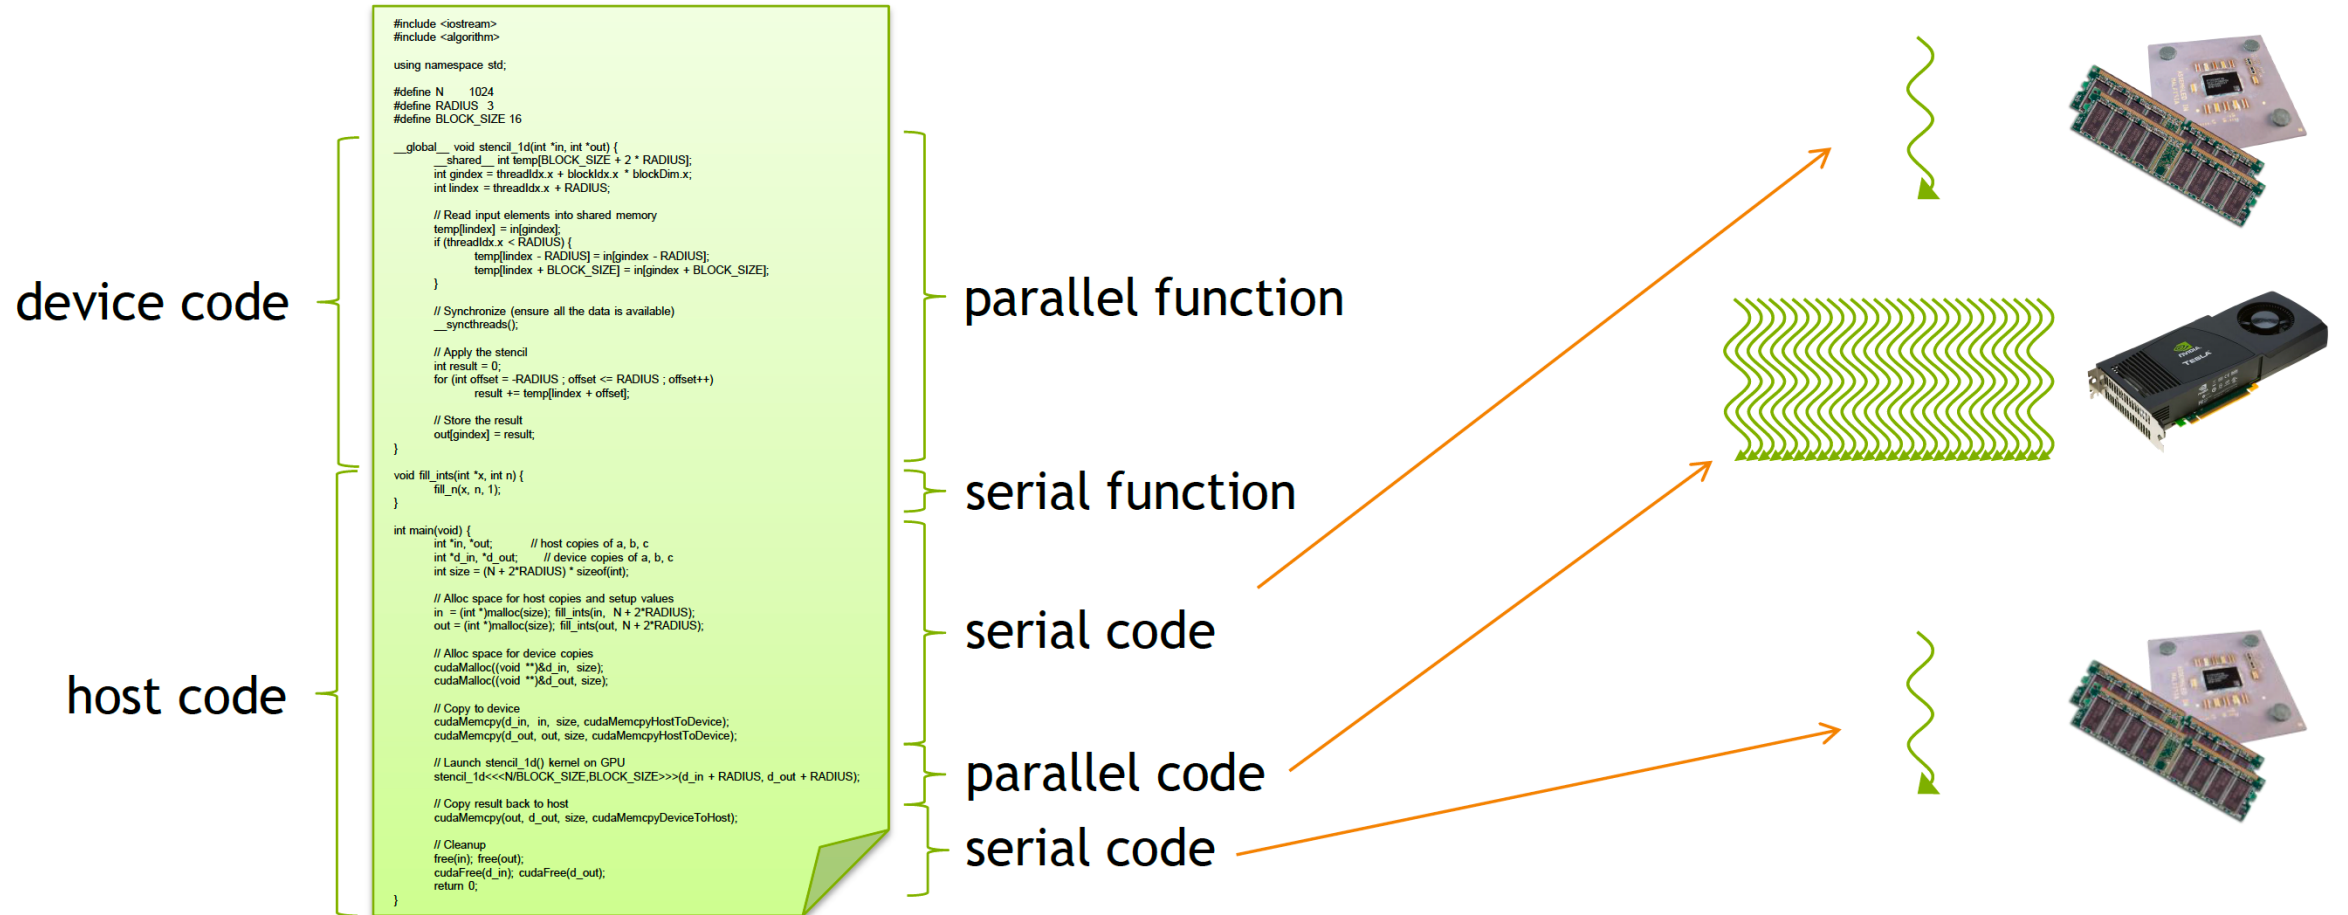 #include <iostream>
#include <algorithm>
using namespace std;
#define N 1024
#define RADIUS 3
#define BLOCK_SIZE 16
__global__ void stencil_1d(int *in, int *out) {
__shared__ int temp[BLOCK_SIZE + 2 * RADIUS];
int gindex = threadIdx.x + blockIdx.x * blockDim.x;
int lindex = threadIdx.x + RADIUS;
// Read input elements into shared memory
temp[lindex] = in[gindex];
if (threadIdx.x < RADIUS) {
temp[lindex - RADIUS] = in[gindex - RADIUS];
temp[lindex + BLOCK_SIZE] = in[gindex + BLOCK_SIZE];
}
// Synchronize (ensure all the data is available)
__syncthreads();
// Apply the stencil
int result = 0;
for (int offset = -RADIUS ; offset <= RADIUS ; offset++)
result += temp[lindex + offset];
// Store the result
out[gindex] = result;
}
void fill_ints(int *x, int n) {
fill_n(x, n, 1);
}
int main(void) {
int *in, *out; // host copies of a, b, c
int *d_in, *d_out; // device copies of a, b, c
int size = (N + 2*RADIUS) * sizeof(int);
// Alloc space for host copies and setup values
in = (int *)malloc(size); fill_ints(in, N + 2*RADIUS);
out = (int *)malloc(size); fill_ints(out, N + 2*RADIUS);
// Alloc space for device copies
cudaMalloc((void **)&d_in, size);
cudaMalloc((void **)&d_out, size);
// Copy to device
cudaMemcpy(d_in, in, size, cudaMemcpyHostToDevice);
cudaMemcpy(d_out, out, size, cudaMemcpyHostToDevice);
// Launch stencil_1d() kernel on GPU
stencil_1d<<<N/BLOCK_SIZE,BLOCK_SIZE>>>(d_in + RADIUS, d_out + RADIUS);
// Copy result back to host
cudaMemcpy(out, d_out, size, cudaMemcpyDeviceToHost);
// Cleanup
free(in); free(out);
cudaFree(d_in); cudaFree(d_out);
return 0;
}
device code
host code
parallel function
serial function
serial code
parallel code
serial code
NVIDIA
TESLA